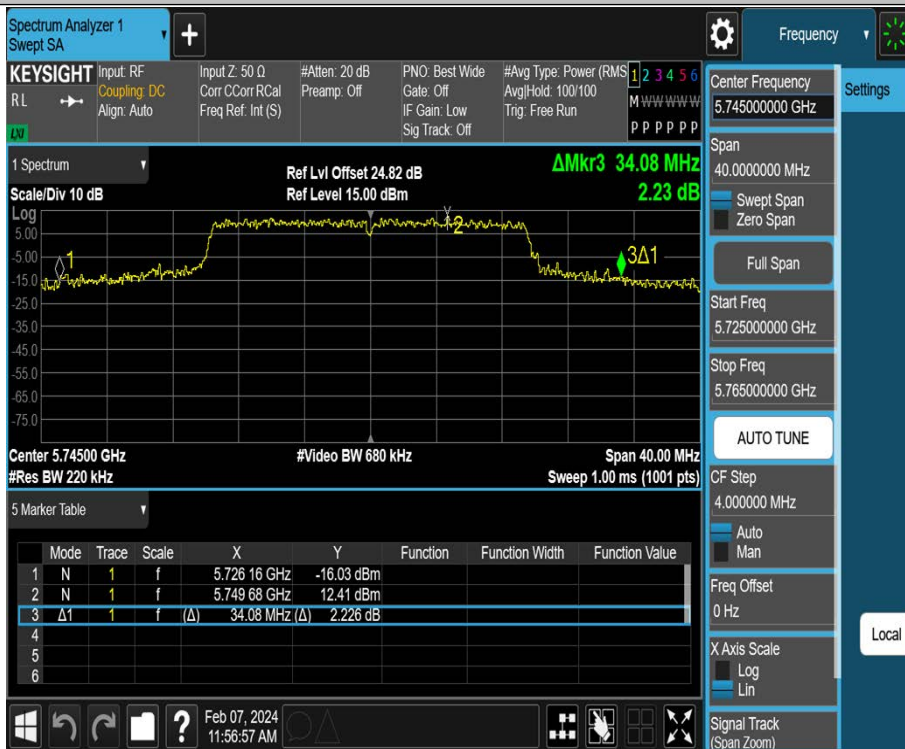 Spectrum Analyzer 1
Swept SA
+
Frequency
KEYSIGHT
RL
LXI
Input: RF
Coupling: DC
Align: Auto
Input Z: 50 Ω
Corr CCorr RCal
Freq Ref: Int (S)
#Atten: 20 dB
Preamp: Off
PNO: Best Wide
Gate: Off
IF Gain: Low
Sig Track: Off
#Avg Type: Power (RMS
Avg|Hold: 100/100
Trig: Free Run
1 2 3 4 5 6
M W W W W W
P P P P P P
1 Spectrum
Scale/Div 10 dB
Ref Lvl Offset 24.82 dB
Ref Level 15.00 dBm
ΔMkr3 34.08 MHz
2.23 dB
Log
5.00
-5.00
-15.0
-25.0
-35.0
-45.0
-55.0
-65.0
-75.0
1
2
3Δ1
Center 5.74500 GHz
#Res BW 220 kHz
#Video BW 680 kHz
Span 40.00 MHz
Sweep 1.00 ms (1001 pts)
5 Marker Table
Mode Trace Scale X Y Function Function Width Function Value
1 N 1 f 5.726 16 GHz -16.03 dBm
2 N 1 f 5.749 68 GHz 12.41 dBm
3 Δ1 1 f (Δ) 34.08 MHz (Δ) 2.226 dB
4
5
6
?
Feb 07, 2024
11:56:57 AM
Center Frequency
5.745000000 GHz
Span
40.0000000 MHz
Swept Span
Zero Span
Full Span
Start Freq
5.725000000 GHz
Stop Freq
5.765000000 GHz
AUTO TUNE
CF Step
4.000000 MHz
Auto
Man
Freq Offset
0 Hz
X Axis Scale
Log
Lin
Signal Track
(Span Zoom)
Settings
Local